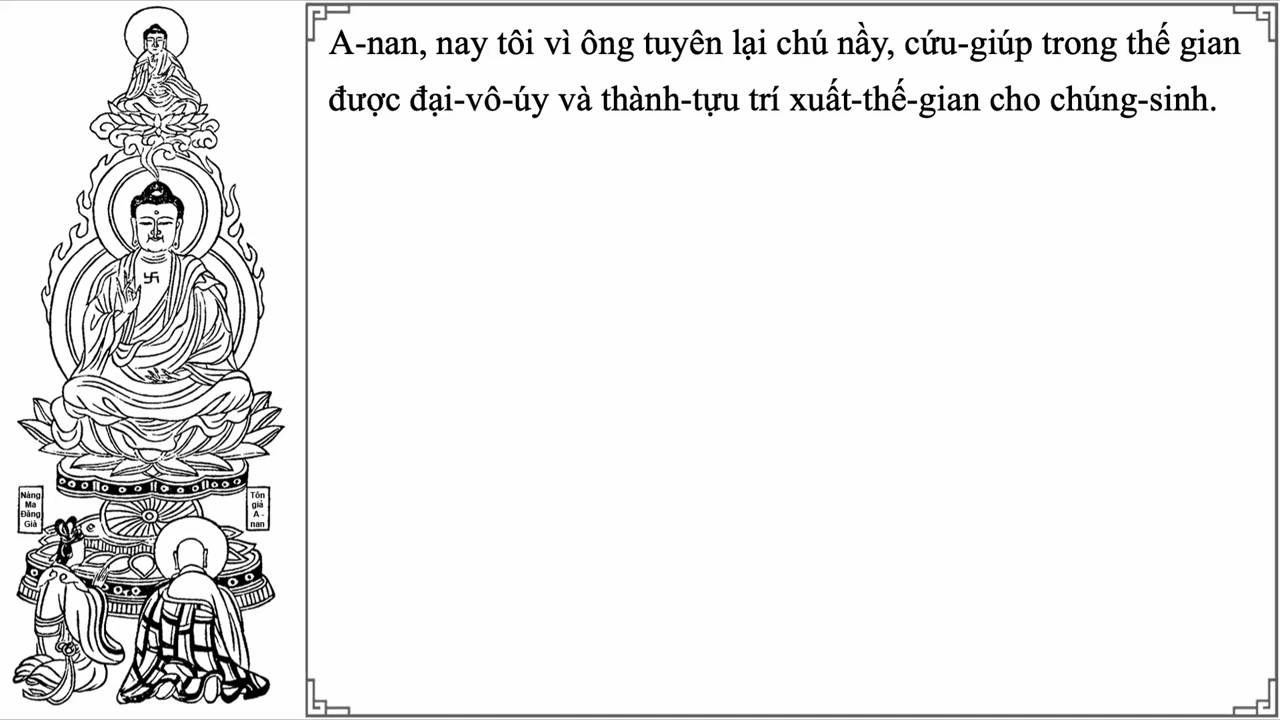 A-nan, nay tôi vì ông tuyên lại chú nầy, cứu-giúp trong thế gian
được đại-vô-úy và thành-tựu trí xuất-thế-gian cho chúng-sinh.
Nàng
Ma
Đăng
Già
Tôn
giả
A -
nan